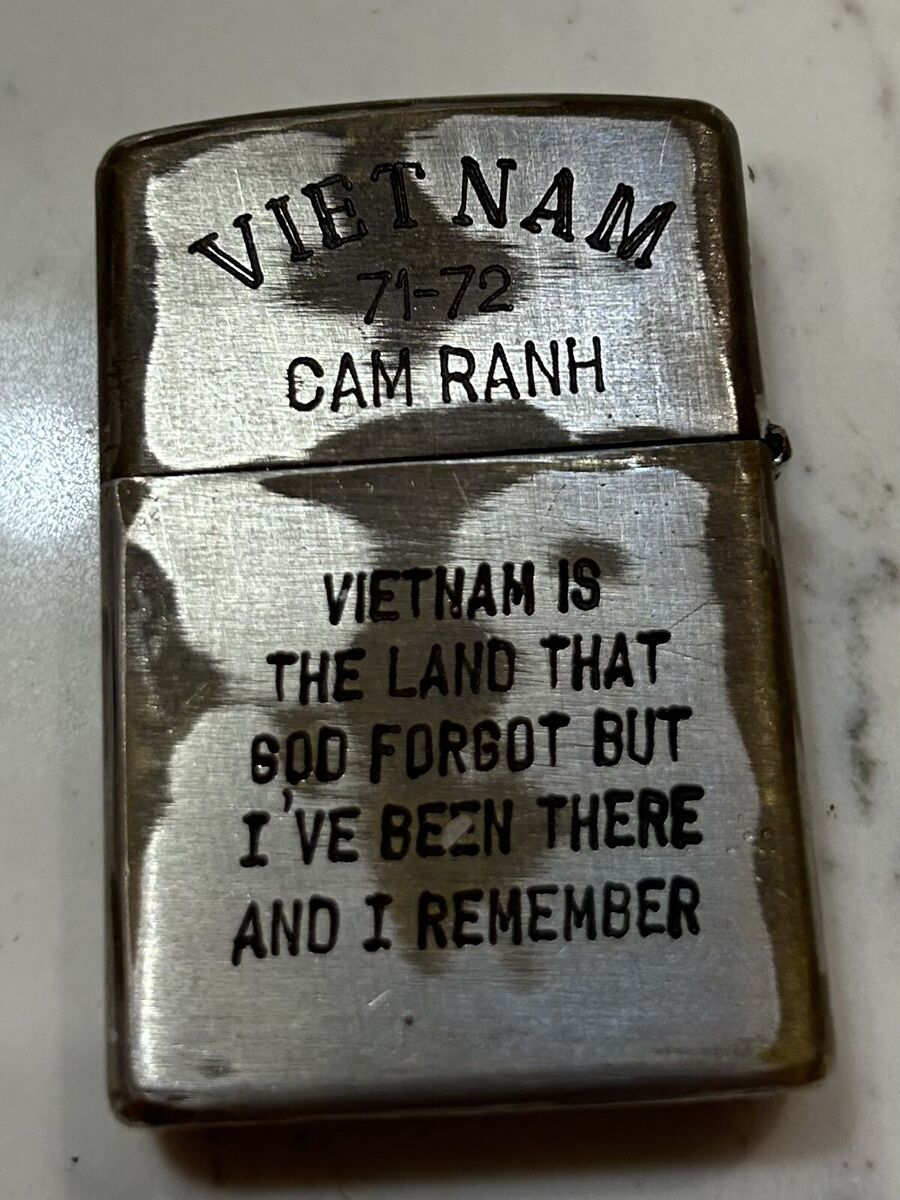 VIETNAM
71-72
CAM RANH
VIETNAM IS
THE LAND THAT
GOD FORGOT BUT
I'VE BEEN THERE
AND I REMEMBER